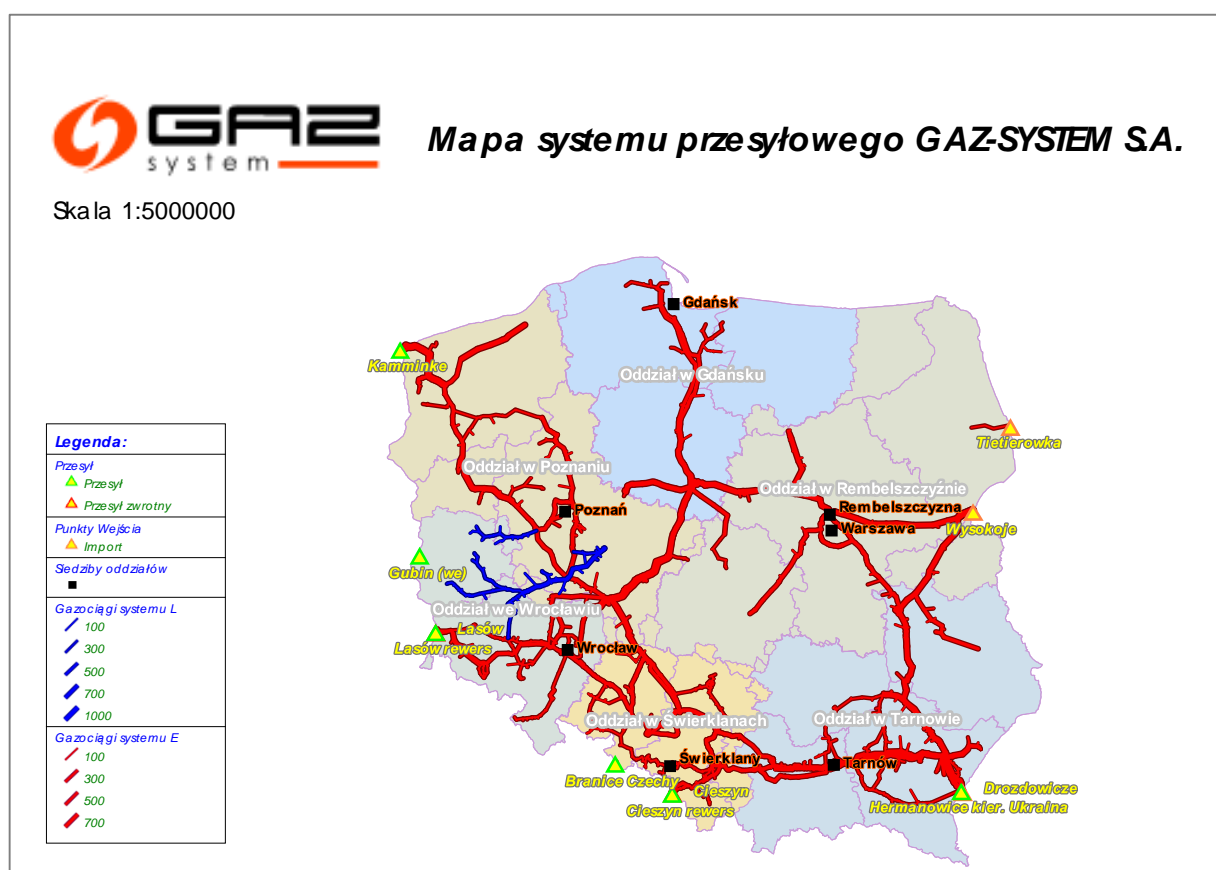 GAZ
system
Mapa systemu przesyłowego GAZ-SYSTEM S.A.
Skala 1:5000000
Gdańsk
Kamminke
Oddział w Gdańsku
Tietierowka
Oddział w Poznaniu
Oddział w Rembelszczyźnie
Poznań
Rembelszczyzna
Wysokoje
Warszawa
Gubin (we)
Oddział we Wrocławiu
Lasów
Lasów rewers
Wrocław
Oddział w Świerklanach
Oddział w Tarnowie
Świerklany
Tarnów
Branice Czechy
Cieszyn
Cieszyn rewers
Drozdowicze
Hermanowice kier. Ukraina
Legenda:
Przesył
Przesył
Przesył zwrotny
Punkty Wejścia
Import
Siedziby oddziałów
Gazociągi systemu L
100
300
500
700
1000
Gazociągi systemu E
100
300
500
700